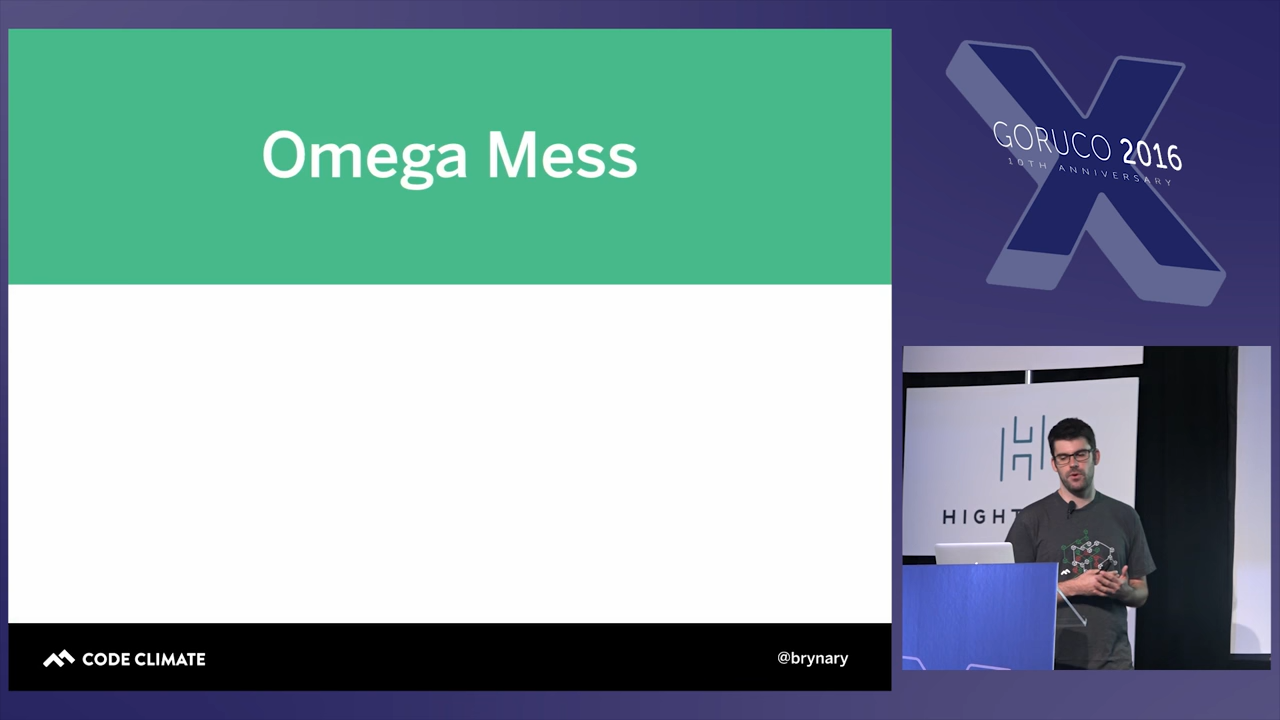 Omega Mess
CODE CLIMATE
@brynary
GORUCO 2016
10TH ANNIVERSARY
HIGHT